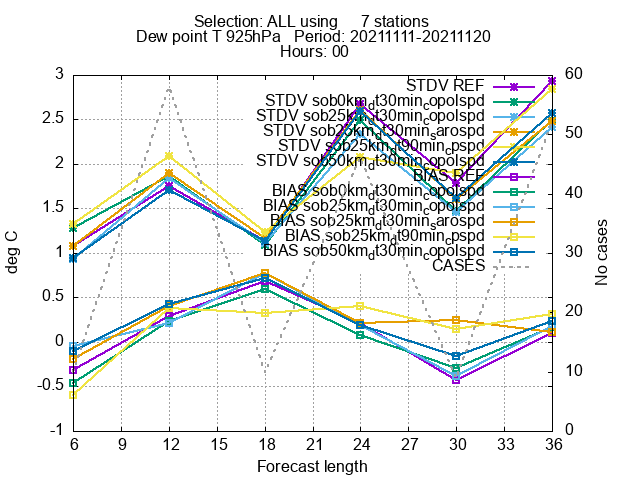 Selection: ALL using 7 stations
Dew point T 925hPa Period: 20211111-20211120
Hours: 00
STDV REF
STDV sob0km_dt30min_copolspd
STDV sob25km_dt30min_copolspd
STDV sob25km_dt30min_sarospd
STDV sob25km_dt90min_cpspd
STDV sob50km_dt30min_copolspd
BIAS REF
BIAS sob0km_dt30min_copolspd
BIAS sob25km_dt30min_copolspd
BIAS sob25km_dt30min_sarospd
BIAS sob25km_dt90min_cpspd
BIAS sob50km_dt30min_copolspd
CASES
3
2.5
2
1.5
1
0.5
0
-0.5
-1
deg C
60
50
40
30
20
10
0
No cases
6 9 12 15 18 21 24 27 30 33 36
Forecast length